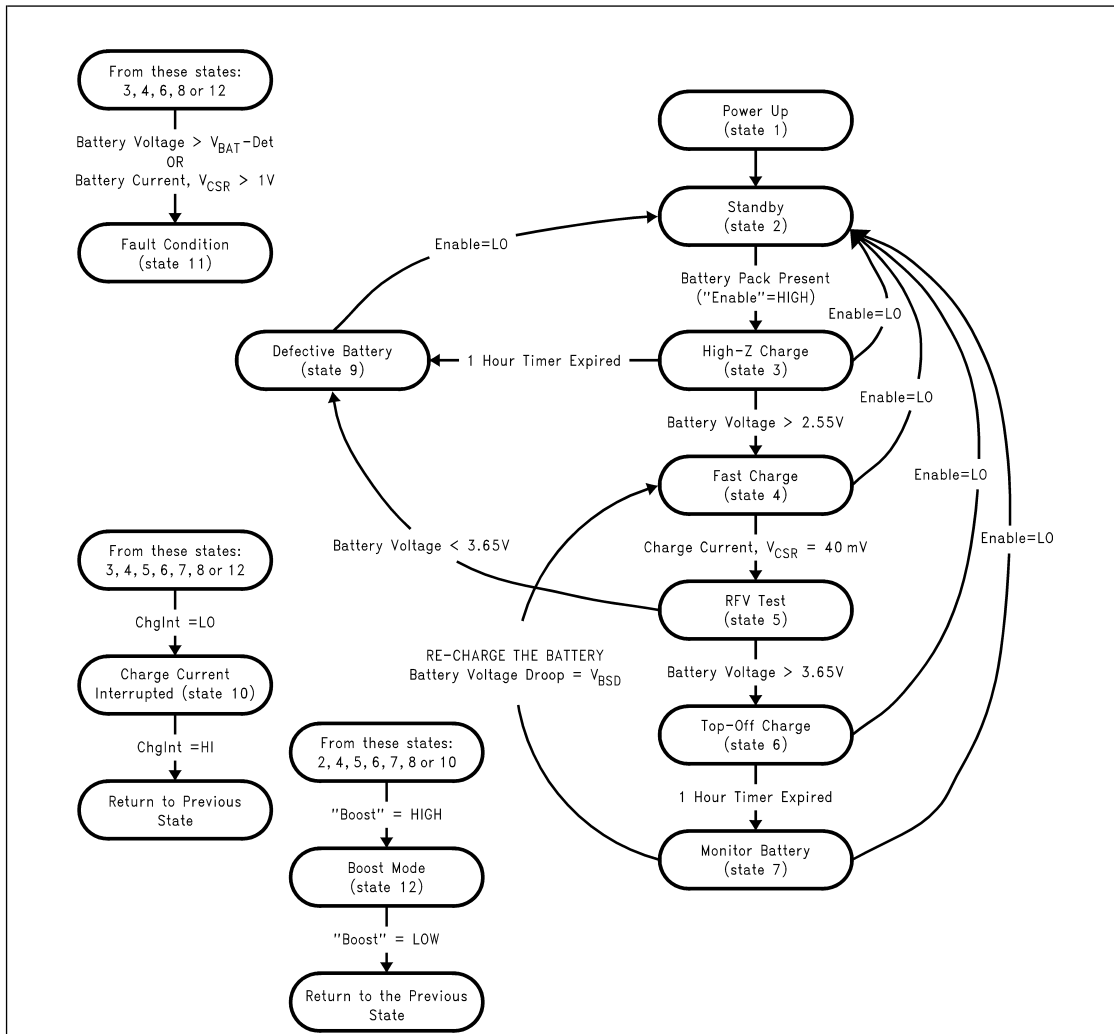 From these states:
3, 4, 6, 8 or 12
Battery Voltage > VBAT-Det
OR
Battery Current, VCSR > 1V
Fault Condition
(state 11)
Power Up
(state 1)
Standby
(state 2)
Enable=LO
Battery Pack Present
("Enable"=HIGH)
Enable=LO
Defective Battery
(state 9)
1 Hour Timer Expired
High-Z Charge
(state 3)
Enable=LO
Battery Voltage > 2.55V
Fast Charge
(state 4)
Enable=LO
Battery Voltage < 3.65V
Charge Current, VCSR = 40 mV
Enable=LO
RFV Test
(state 5)
From these states:
3, 4, 5, 6, 7, 8 or 12
ChgInt =LO
Charge Current
Interrupted (state 10)
ChgInt =HI
Return to Previous
State
RE-CHARGE THE BATTERY
Battery Voltage Droop = VBSD
Battery Voltage > 3.65V
Top-Off Charge
(state 6)
1 Hour Timer Expired
Monitor Battery
(state 7)
From these states:
2, 4, 5, 6, 7, 8 or 10
"Boost" = HIGH
Boost Mode
(state 12)
"Boost" = LOW
Return to the Previous
State